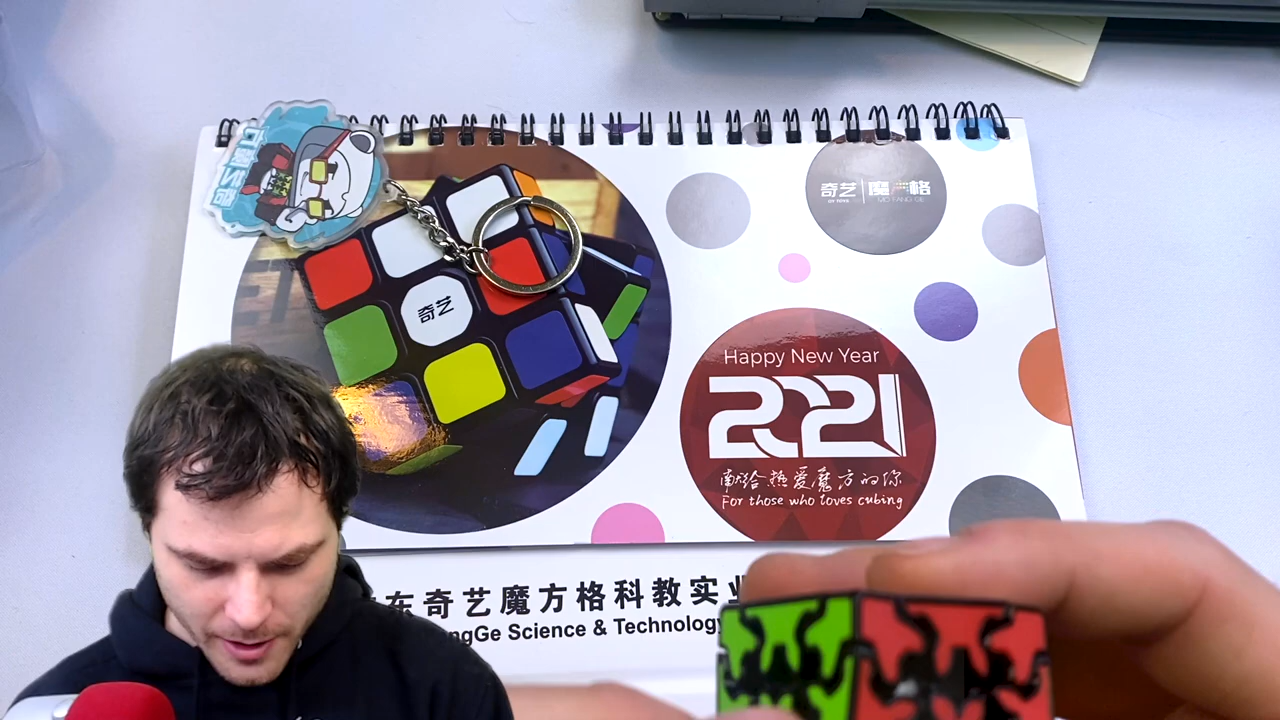 奇艺 魔方格
QIYI TOYS MO FANG GE
奇艺
Happy New Year
2021
献给热爱魔方的你
For those who loves cubing
东奇艺魔方格科教实业
ngGe Science & Technology